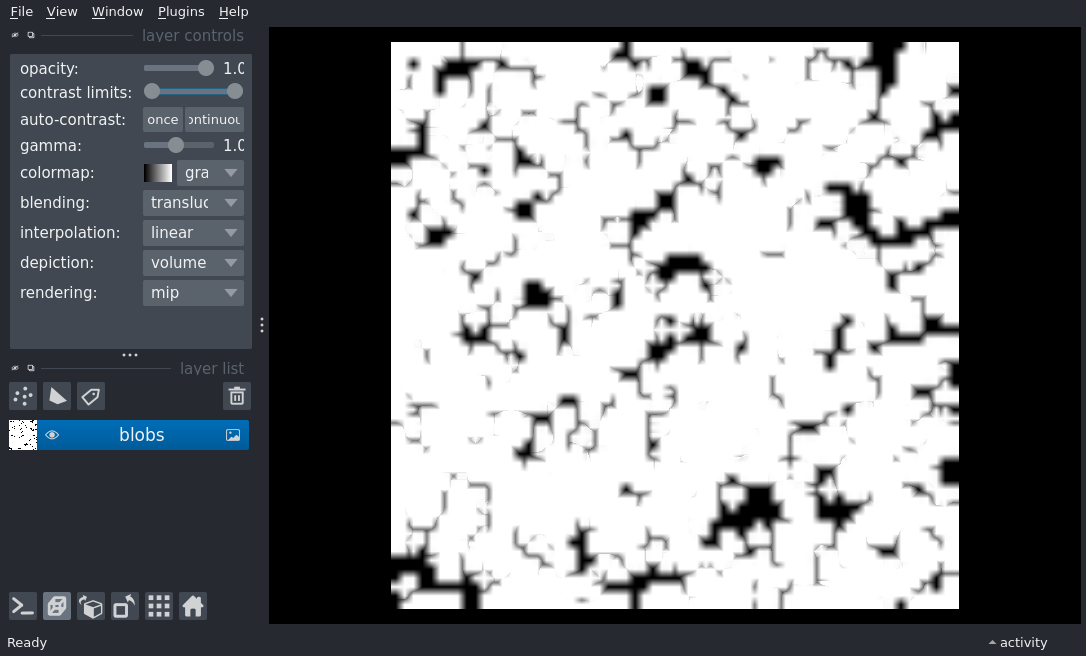 File View Window Plugins Help
layer controls
opacity: 1.0
contrast limits:
auto-contrast: once ontinuou
gamma: 1.0
colormap: gra
blending: transluc
interpolation: linear
depiction: volume
rendering: mip
layer list
blobs
Ready
activity